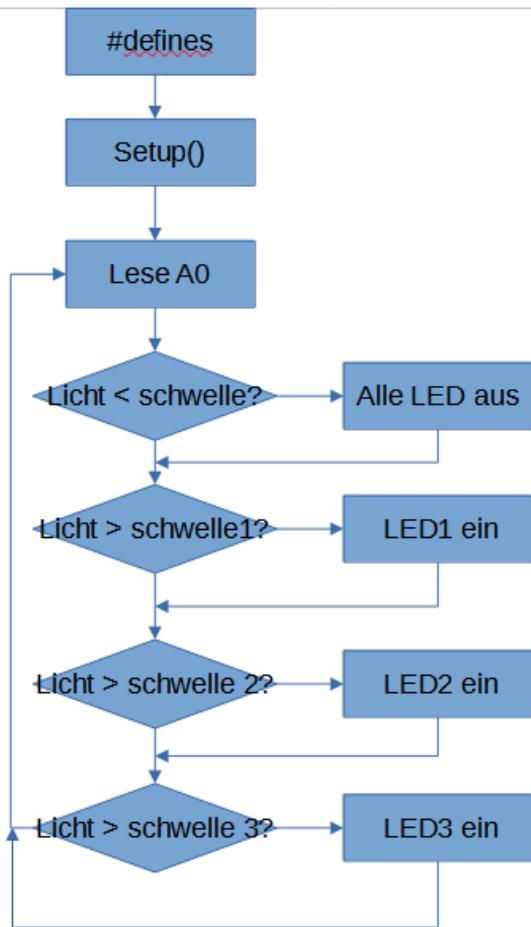 #defines
Setup()
Lese A0
Licht < schwelle?
Alle LED aus
Licht > schwelle1?
LED1 ein
Licht > schwelle 2?
LED2 ein
Licht > schwelle 3?
LED3 ein